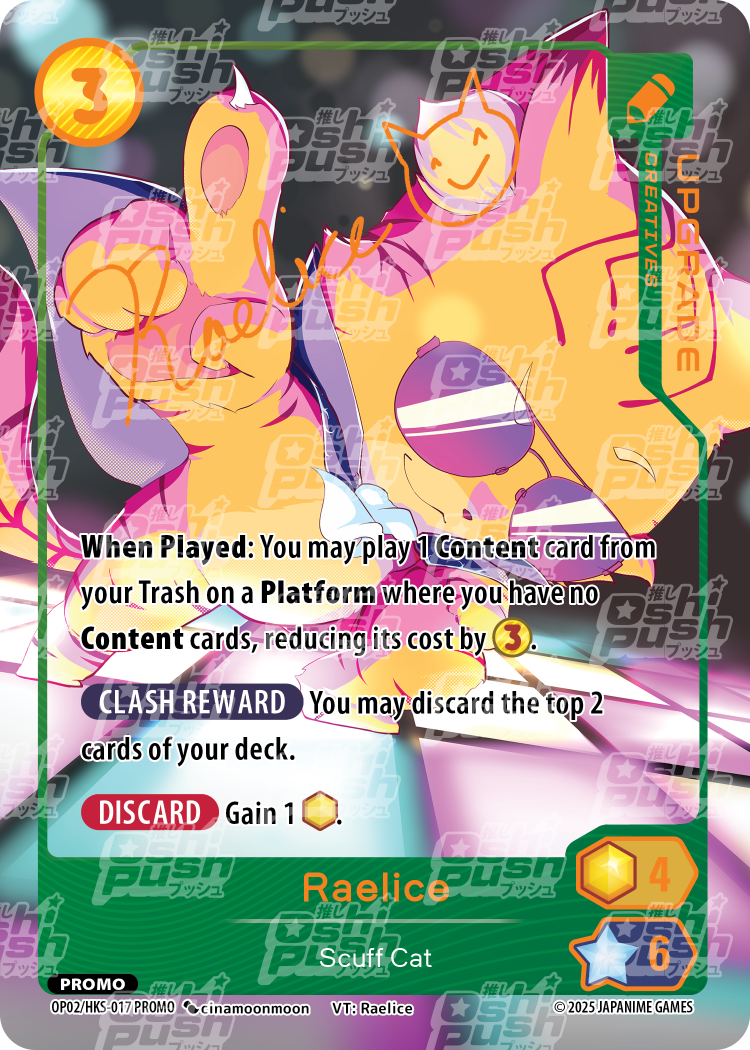 3
UPGRADE
CREATIVES
Raelice
推し
Oshi
Push
プッシュ
When Played: You may play 1 Content card from
your Trash on a Platform where you have no
Content cards, reducing its cost by 3.
CLASH REWARD You may discard the top 2
cards of your deck.
DISCARD Gain 1 .
Raelice
4
Scuff Cat
6
PROMO
OP02/HKS-017 PROMO cinamoonmoon VT: Raelice © 2025 JAPANIME GAMES